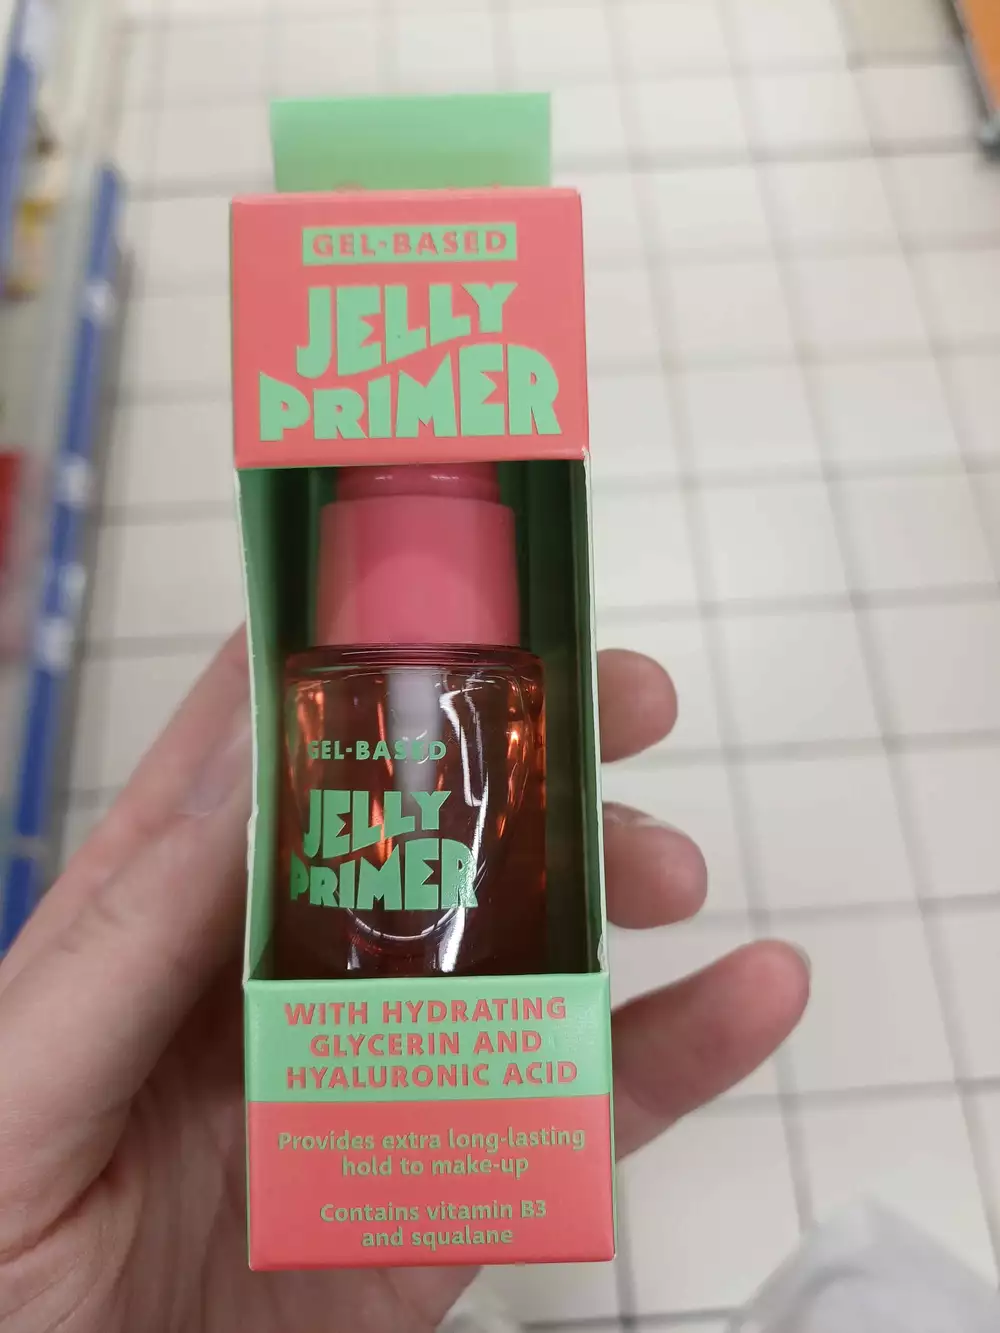 GEL-BASED
JELLY
PRIMER
GEL-BASED
JELLY
PRIMER
WITH HYDRATING
GLYCERIN AND
HYALURONIC ACID
Provides extra long-lasting
hold to make-up
Contains vitamin B3
and squalane